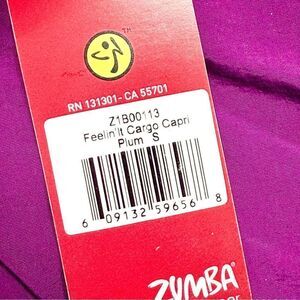 RN 131301- CA 55701
Z1B00113
Feelin'It Cargo Capri
Plum S
6 09132 59656 8
ZUMBA®